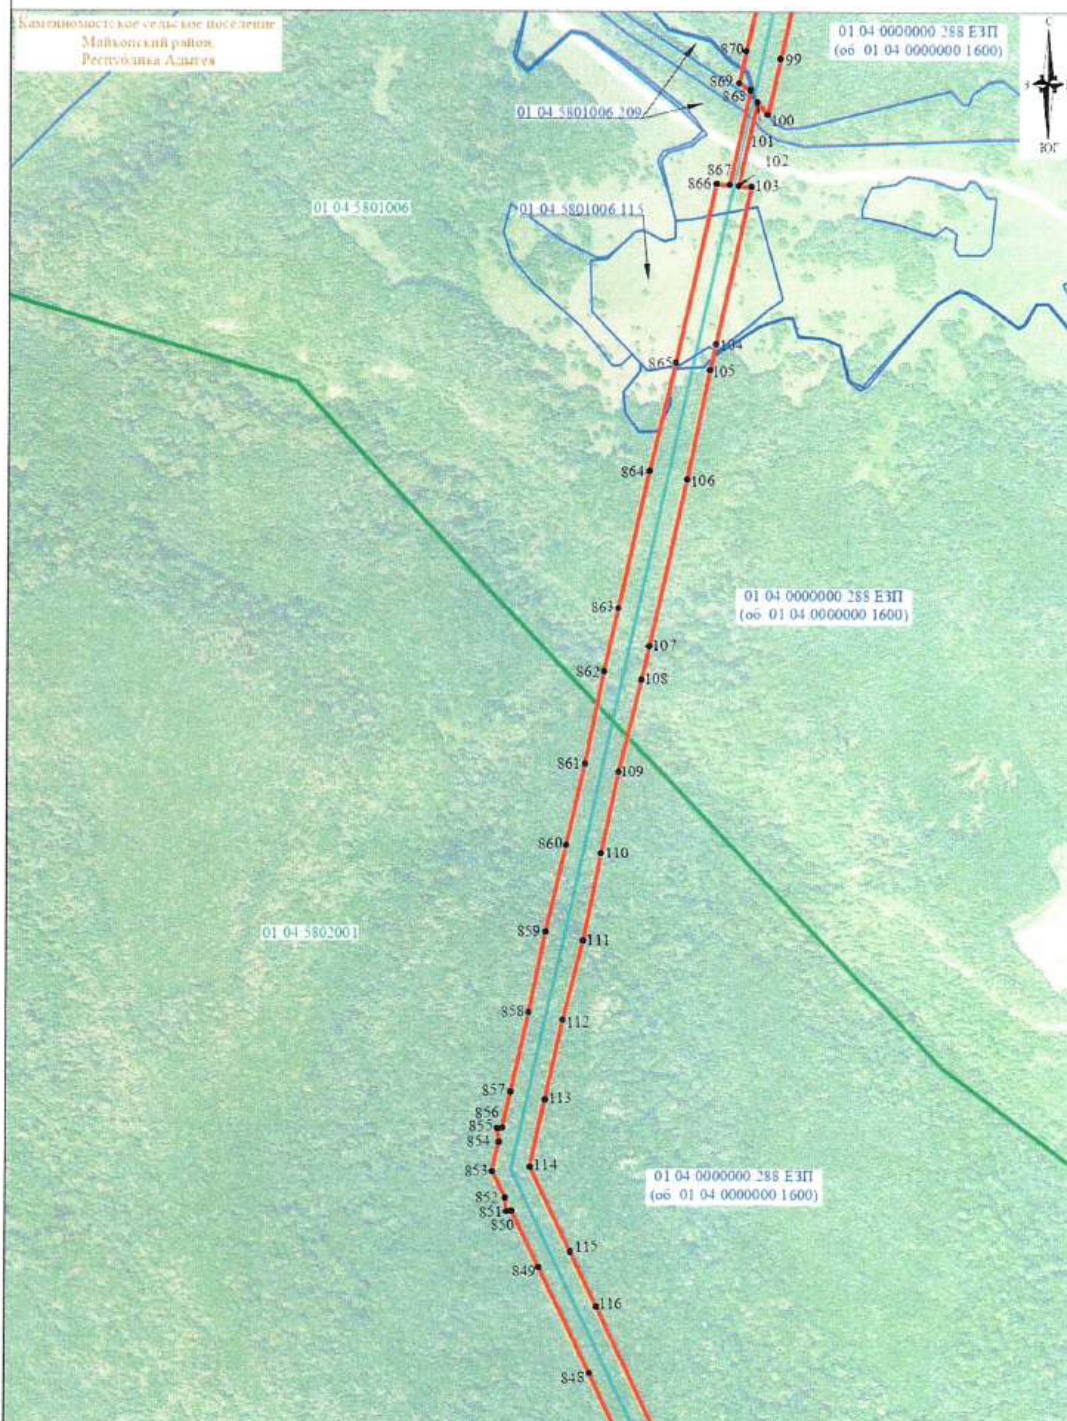 Каменномостское сельское поселение
Майкопский район,
Республика Адыгея
01 04 0000000 288 ЕЗП
(об 01 04 0000000 1600)
С
З
ЮГ
870
99
869
868
100
01 04 5801006 209
101
102
867
866
103
01 04 5801006
01 04 5801006 115
104
865
105
864
106
01 04 0000000 288 ЕЗП
(об 01 04 0000000 1600)
863
107
862
108
861
109
860
110
01 04 5802001
859
111
858
112
857
113
856
855
854
114
853
01 04 0000000 288 ЕЗП
(об 01 04 0000000 1600)
852
851
850
115
849
116
848